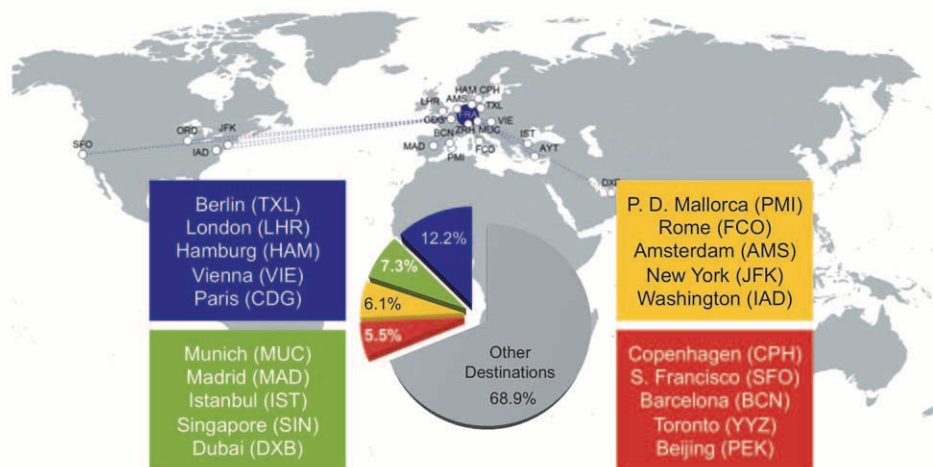 HAM CPH
LHR
AMS
TXL
CDG
FRA
VIE
ORD
JFK
SFO
IAD
BCN
ZRH MUC
IST
MAD
FCO
AYT
PMI
DXB
Berlin (TXL)
London (LHR)
Hamburg (HAM)
Vienna (VIE)
Paris (CDG)
12.2%
7.3%
6.1%
5.5%
Other
Destinations
68.9%
P. D. Mallorca (PMI)
Rome (FCO)
Amsterdam (AMS)
New York (JFK)
Washington (IAD)
Munich (MUC)
Madrid (MAD)
Istanbul (IST)
Singapore (SIN)
Dubai (DXB)
Copenhagen (CPH)
S. Francisco (SFO)
Barcelona (BCN)
Toronto (YYZ)
Beijing (PEK)